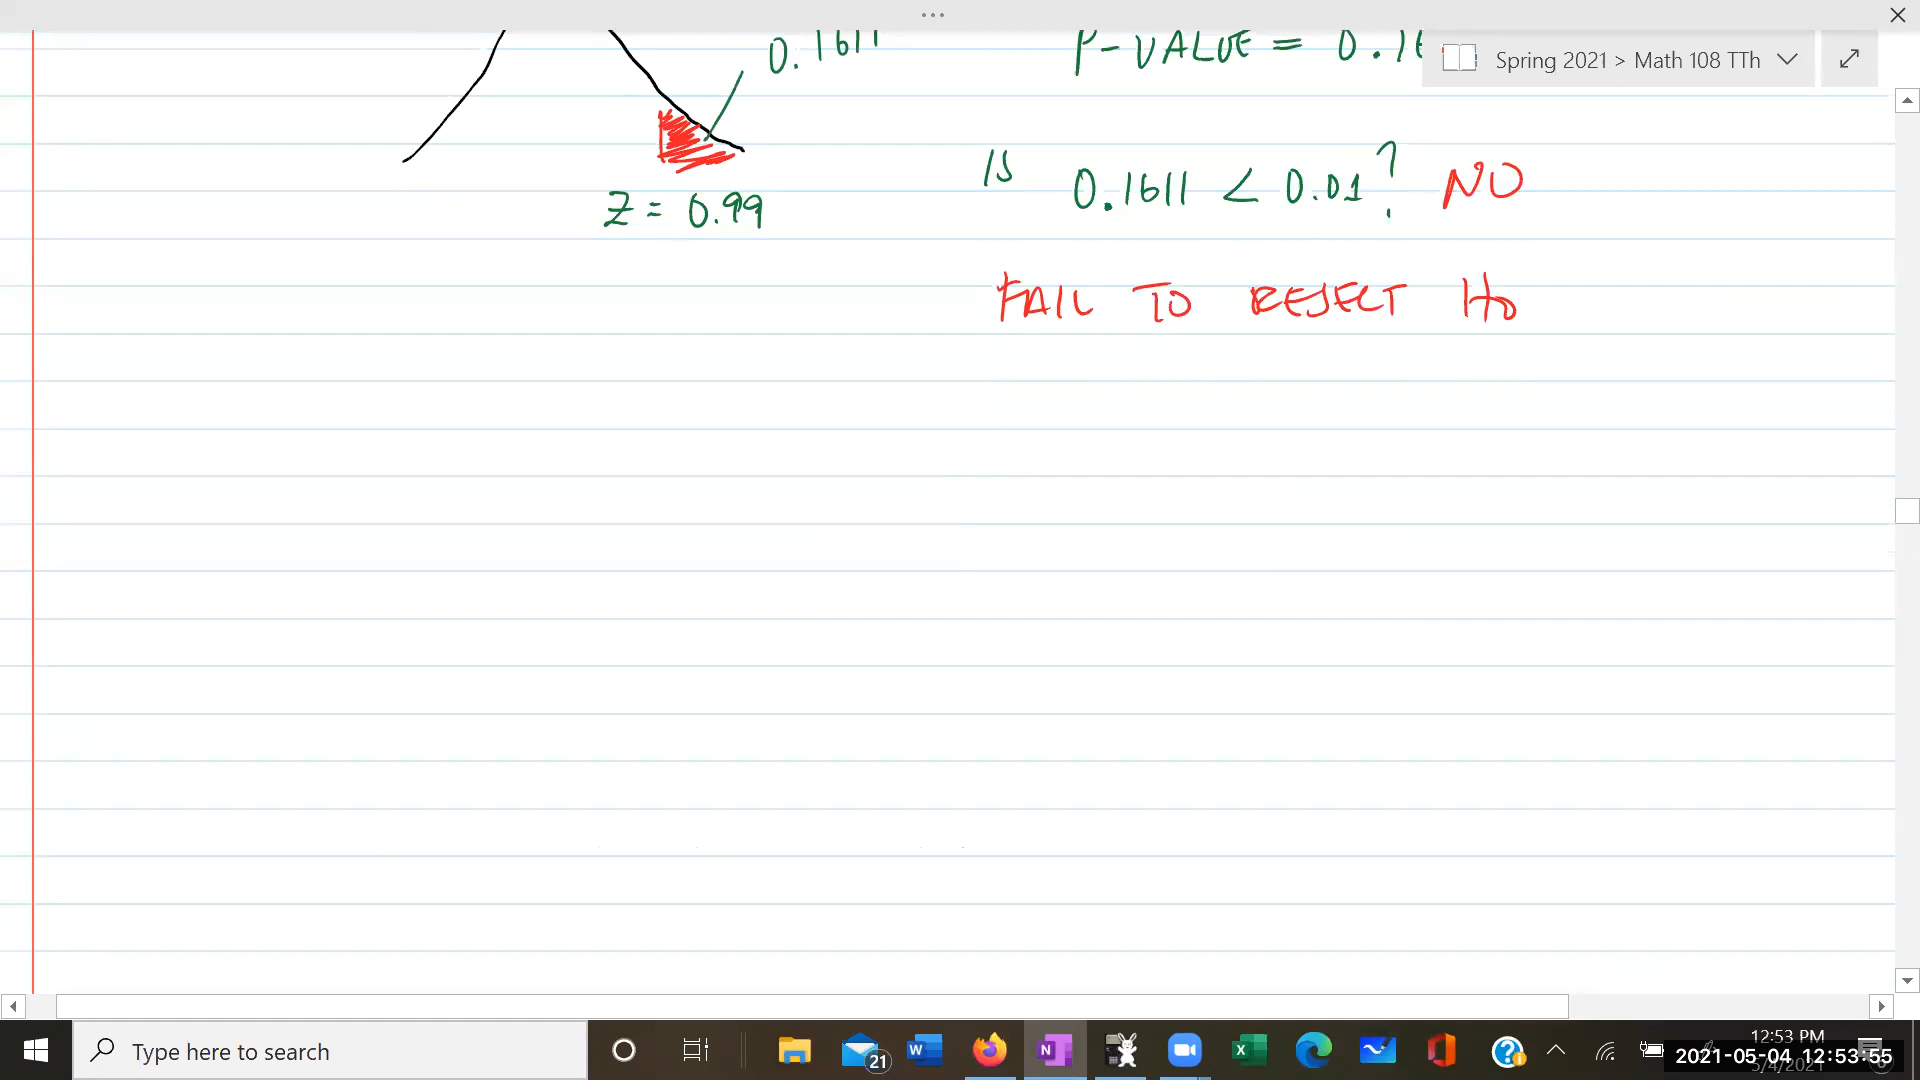 0.1611
P-VALUE = 0.16
Spring 2021 > Math 108 TTh
IS 0.1611 < 0.01? NO
Z = 0.99
FAIL TO REJECT H0
Type here to search
21
12:53 PM
2021-05-04 12:53:55